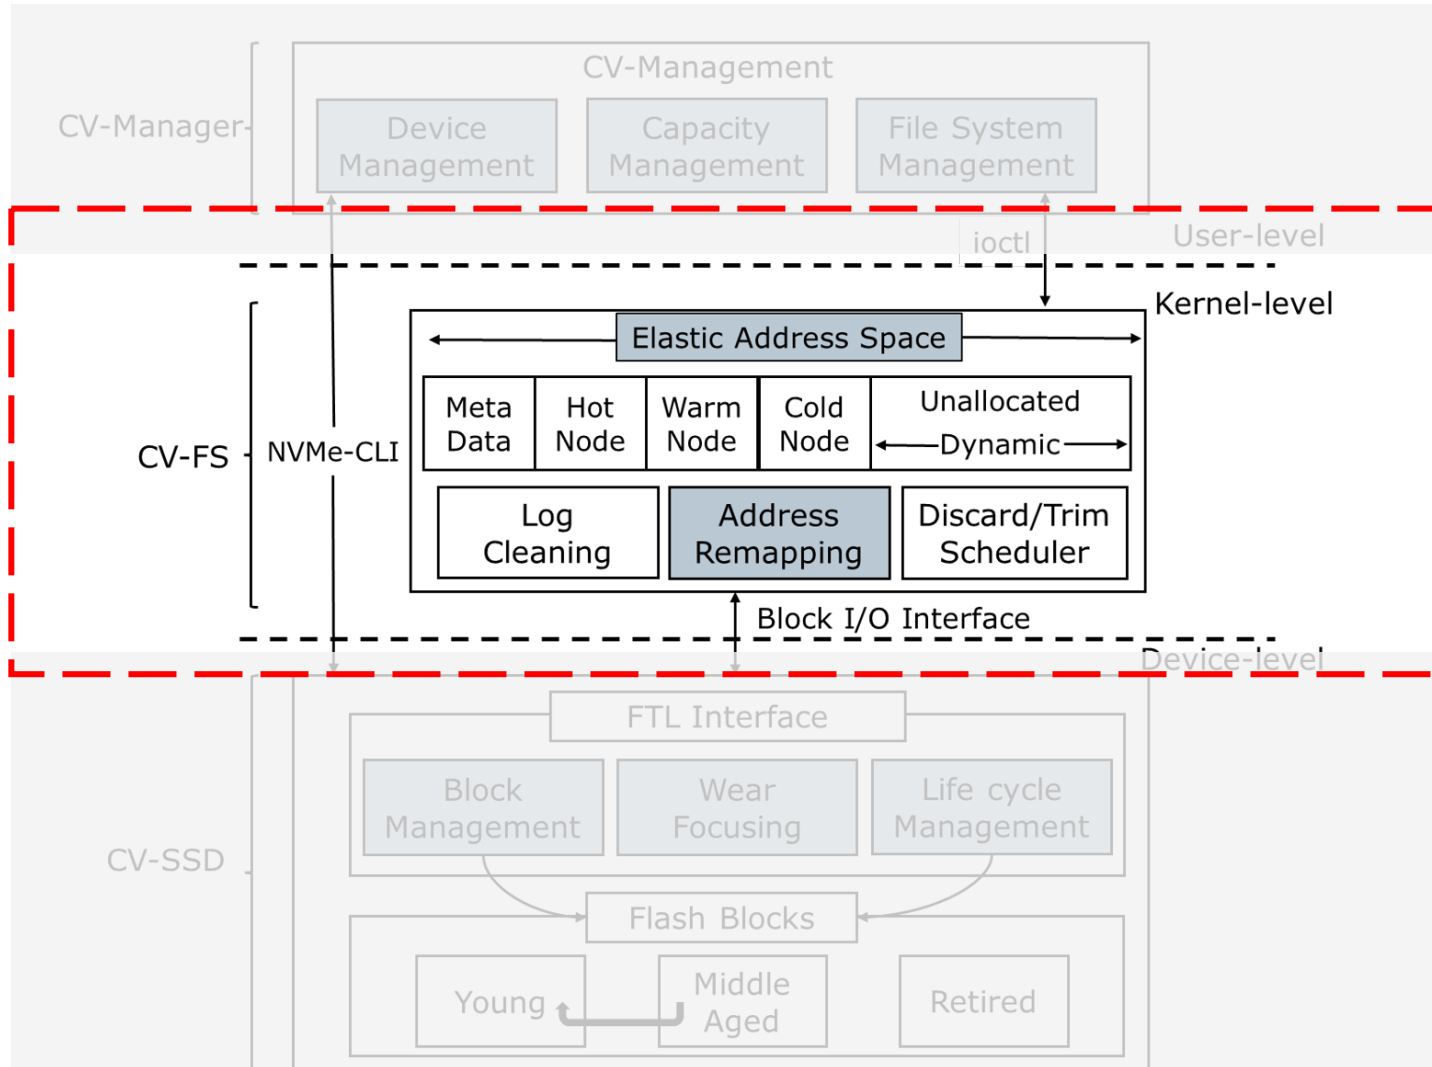 CV-Management
CV-Manager
Device
Management
Capacity
Management
File System
Management
ioctl
User-level
Kernel-level
Elastic Address Space
Meta
Data
Hot
Node
Warm
Node
Cold
Node
Unallocated
Dynamic
CV-FS
NVMe-CLI
Log
Cleaning
Address
Remapping
Discard/Trim
Scheduler
Block I/O Interface
Device-level
FTL Interface
Block
Management
Wear
Focusing
Life cycle
Management
CV-SSD
Flash Blocks
Young
Middle
Aged
Retired